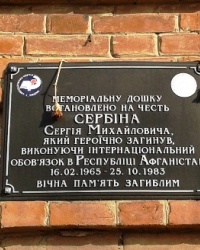 Меморіальну дошку
встановлено на честь
Сербіна
Сергія Михайловича,
який героїчно загинув,
виконуючи інтернаціональний
обов'язок в Республіці Афганістан
16.02.1965 - 25.10.1983
Вічна пам'ять загиблим